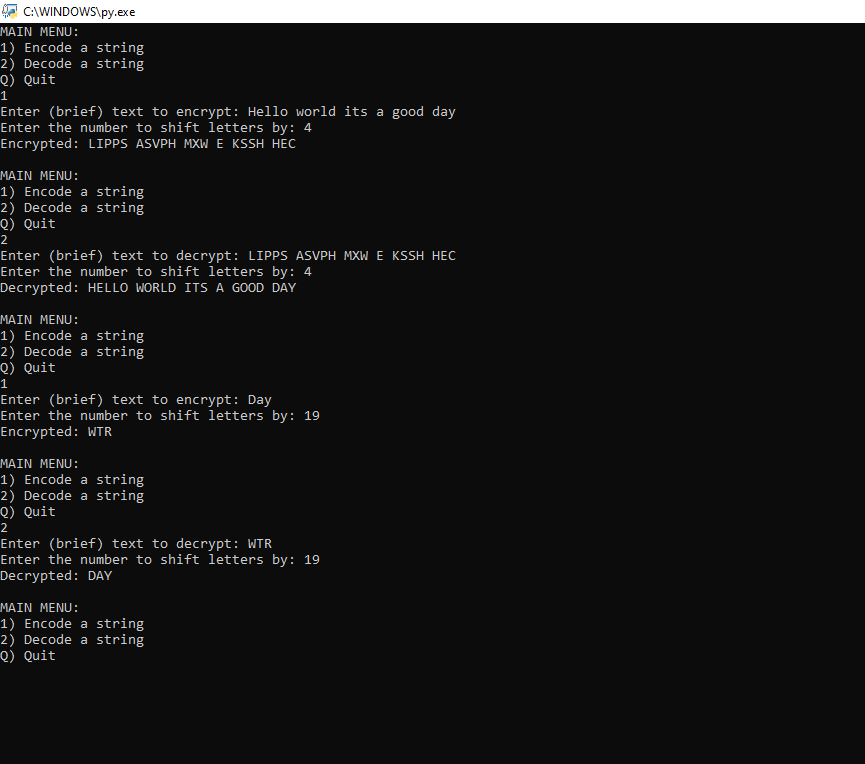 C:\WINDOWS\py.exe
MAIN MENU:
1) Encode a string
2) Decode a string
Q) Quit
1
Enter (brief) text to encrypt: Hello world its a good day
Enter the number to shift letters by: 4
Encrypted: LIPPS ASVPH MXW E KSSH HEC
MAIN MENU:
1) Encode a string
2) Decode a string
Q) Quit
2
Enter (brief) text to decrypt: LIPPS ASVPH MXW E KSSH HEC
Enter the number to shift letters by: 4
Decrypted: HELLO WORLD ITS A GOOD DAY
MAIN MENU:
1) Encode a string
2) Decode a string
Q) Quit
1
Enter (brief) text to encrypt: Day
Enter the number to shift letters by: 19
Encrypted: WTR
MAIN MENU:
1) Encode a string
2) Decode a string
Q) Quit
2
Enter (brief) text to decrypt: WTR
Enter the number to shift letters by: 19
Decrypted: DAY
MAIN MENU:
1) Encode a string
2) Decode a string
Q) Quit